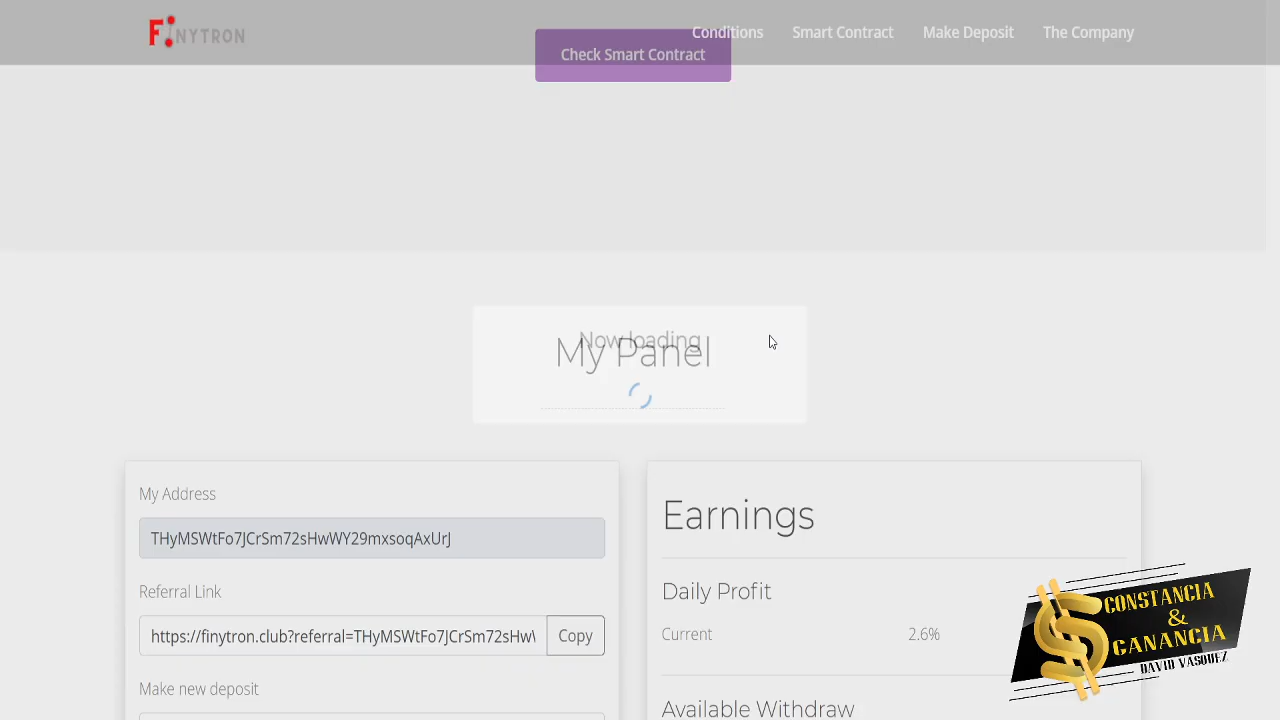 FINYTRON
Conditions
Smart Contract
Make Deposit
The Company
Check Smart Contract
Now loading
My Panel
My Address
THyMSWtFo7JCrSm72sHwWY29mxsoqAxUrJ
Referral Link
https://finytron.club?referral=THyMSWtFo7JCrSm72sHw
Copy
Make new deposit
Earnings
Daily Profit
Current
2.6%
Available Withdraw
CONSTANCIA
&
GANANCIA
DAVID VASQUEZ